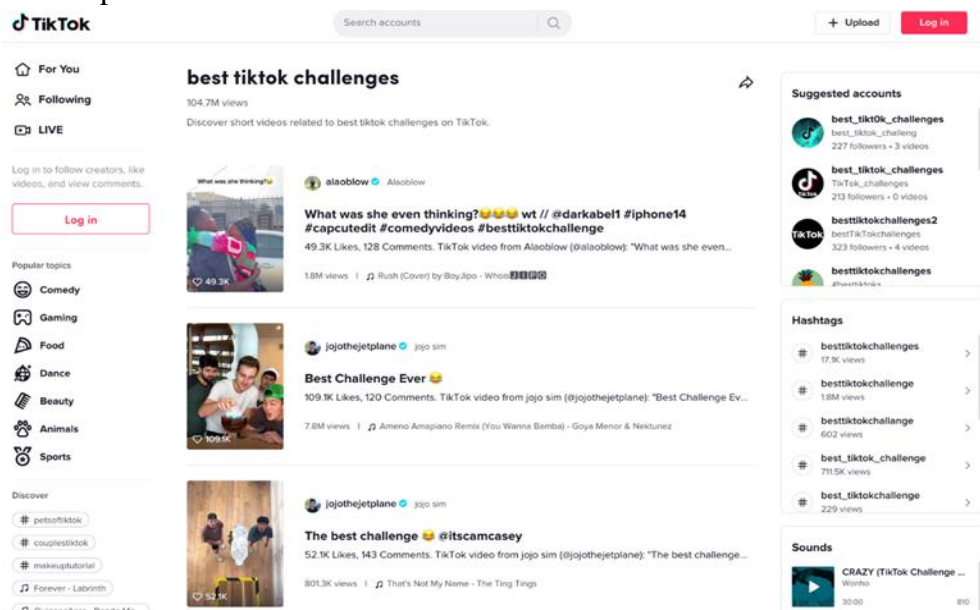 TikTok
Search accounts
+ Upload
Log in
For You
Following
LIVE
Log in to follow creators, like
videos, and view comments.
Log in
Popular topics
Comedy
Gaming
Food
Dance
Beauty
Animals
Sports
Discover
# petsoftiktok
# couplestiktok
# makeuptutorial
Forever - Labrinth
best tiktok challenges
104.7M views
Discover short videos related to best tiktok challenges on TikTok.
What was she thinking?😂
49.3K
alaoblow Alaoblow
What was she even thinking?😂😂😂 wt // @darkabel1 #iphone14
#capcutedit #comedyvideos #besttiktokchallenge
49.3K Likes, 128 Comments. TikTok video from Alaoblow (@alaoblow): "What was she even...
1.8M views | Rush (Cover) by BoyJipo - Whois🅹🅸🅿🅾
109.1K
jojothejetplane jojo sim
Best Challenge Ever 😂
109.1K Likes, 120 Comments. TikTok video from jojo sim (@jojothejetplane): "Best Challenge Ev...
7.8M views | Ameno Amapiano Remix (You Wanna Bamba) - Goya Menor & Nektunez
52.1K
jojothejetplane jojo sim
The best challenge 😂 @itscamcasey
52.1K Likes, 143 Comments. TikTok video from jojo sim (@jojothejetplane): "The best challenge...
801.3K views | That's Not My Name - The Ting Tings
Suggested accounts
best_tikt0k_challenges
best_tiktok_challeng
227 followers • 3 videos
best_tiktok_challenges
TikTok_challenges
213 followers • 0 videos
TikTok
besttiktokchallenges2
bestTikTokchallenges
323 followers • 4 videos
besttiktokchallenges
#besttiktoks
Hashtags
# besttiktokchallenges
17.1K views
# besttiktokchallenge
1.8M views
# besttiktokchallange
602 views
# best_tiktok_challenge
711.5K views
# best_tiktokchallenge
229 views
Sounds
CRAZY (TikTok Challenge ...
Wonho
30:00 810